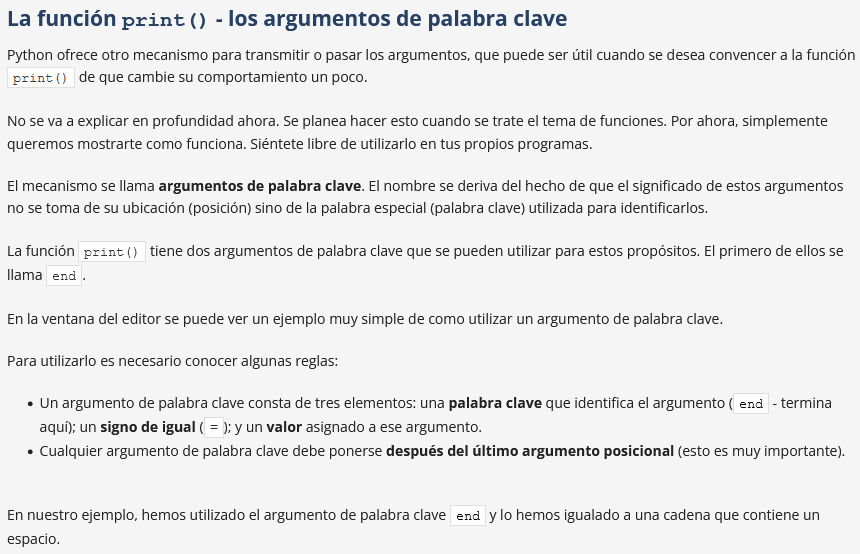 La función print() - los argumentos de palabra clave
Python ofrece otro mecanismo para transmitir o pasar los argumentos, que puede ser útil cuando se desea convencer a la función
print() de que cambie su comportamiento un poco.
No se va a explicar en profundidad ahora. Se planea hacer esto cuando se trate el tema de funciones. Por ahora, simplemente
queremos mostrarte como funciona. Siéntete libre de utilizarlo en tus propios programas.
El mecanismo se llama argumentos de palabra clave. El nombre se deriva del hecho de que el significado de estos argumentos
no se toma de su ubicación (posición) sino de la palabra especial (palabra clave) utilizada para identificarlos.
La función print() tiene dos argumentos de palabra clave que se pueden utilizar para estos propósitos. El primero de ellos se
llama end.
En la ventana del editor se puede ver un ejemplo muy simple de como utilizar un argumento de palabra clave.
Para utilizarlo es necesario conocer algunas reglas:
• Un argumento de palabra clave consta de tres elementos: una palabra clave que identifica el argumento (end - termina
aquí); un signo de igual (=); y un valor asignado a ese argumento.
• Cualquier argumento de palabra clave debe ponerse después del último argumento posicional (esto es muy importante).
En nuestro ejemplo, hemos utilizado el argumento de palabra clave end y lo hemos igualado a una cadena que contiene un
espacio.